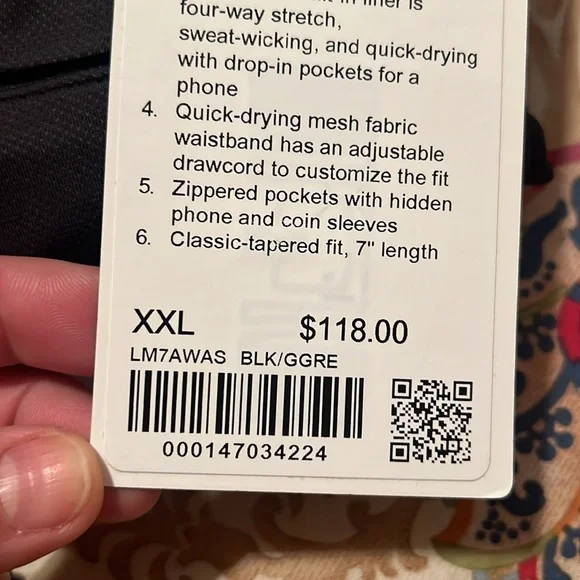 liner is
four-way stretch,
sweat-wicking, and quick-drying
with drop-in pockets for a
phone
4. Quick-drying mesh fabric
waistband has an adjustable
drawcord to customize the fit
5. Zippered pockets with hidden
phone and coin sleeves
6. Classic-tapered fit, 7" length
XXL $118.00
LM7AWAS BLK/GGRE
000147034224